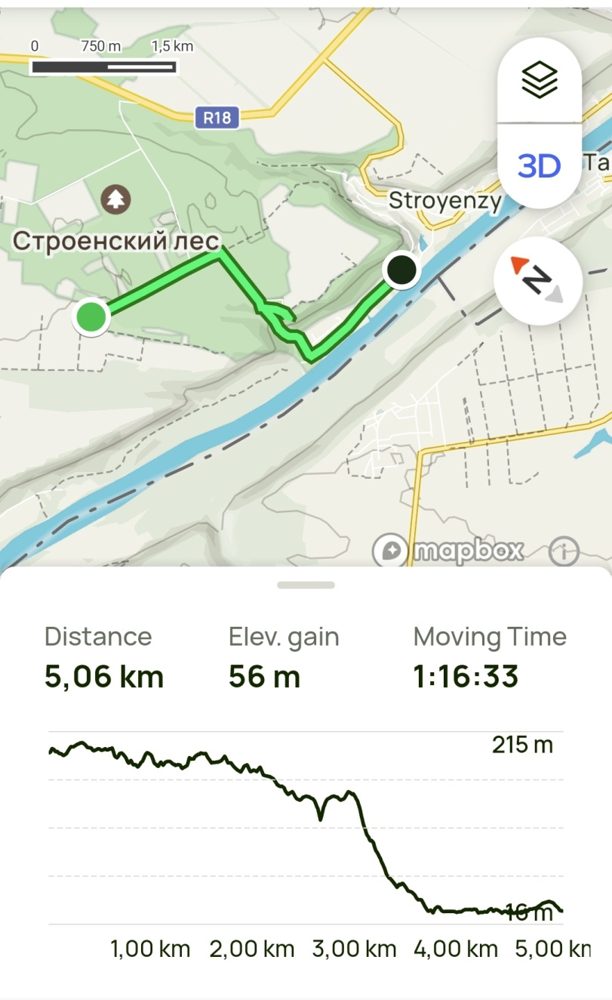 0 750 m 1,5 km
R18
3D
Ta
Stroyenzy
N
Строенский лес
mapbox
Distance Elev. gain Moving Time
5,06 km 56 m 1:16:33
215 m
16 m
1,00 km 2,00 km 3,00 km 4,00 km 5,00 kn